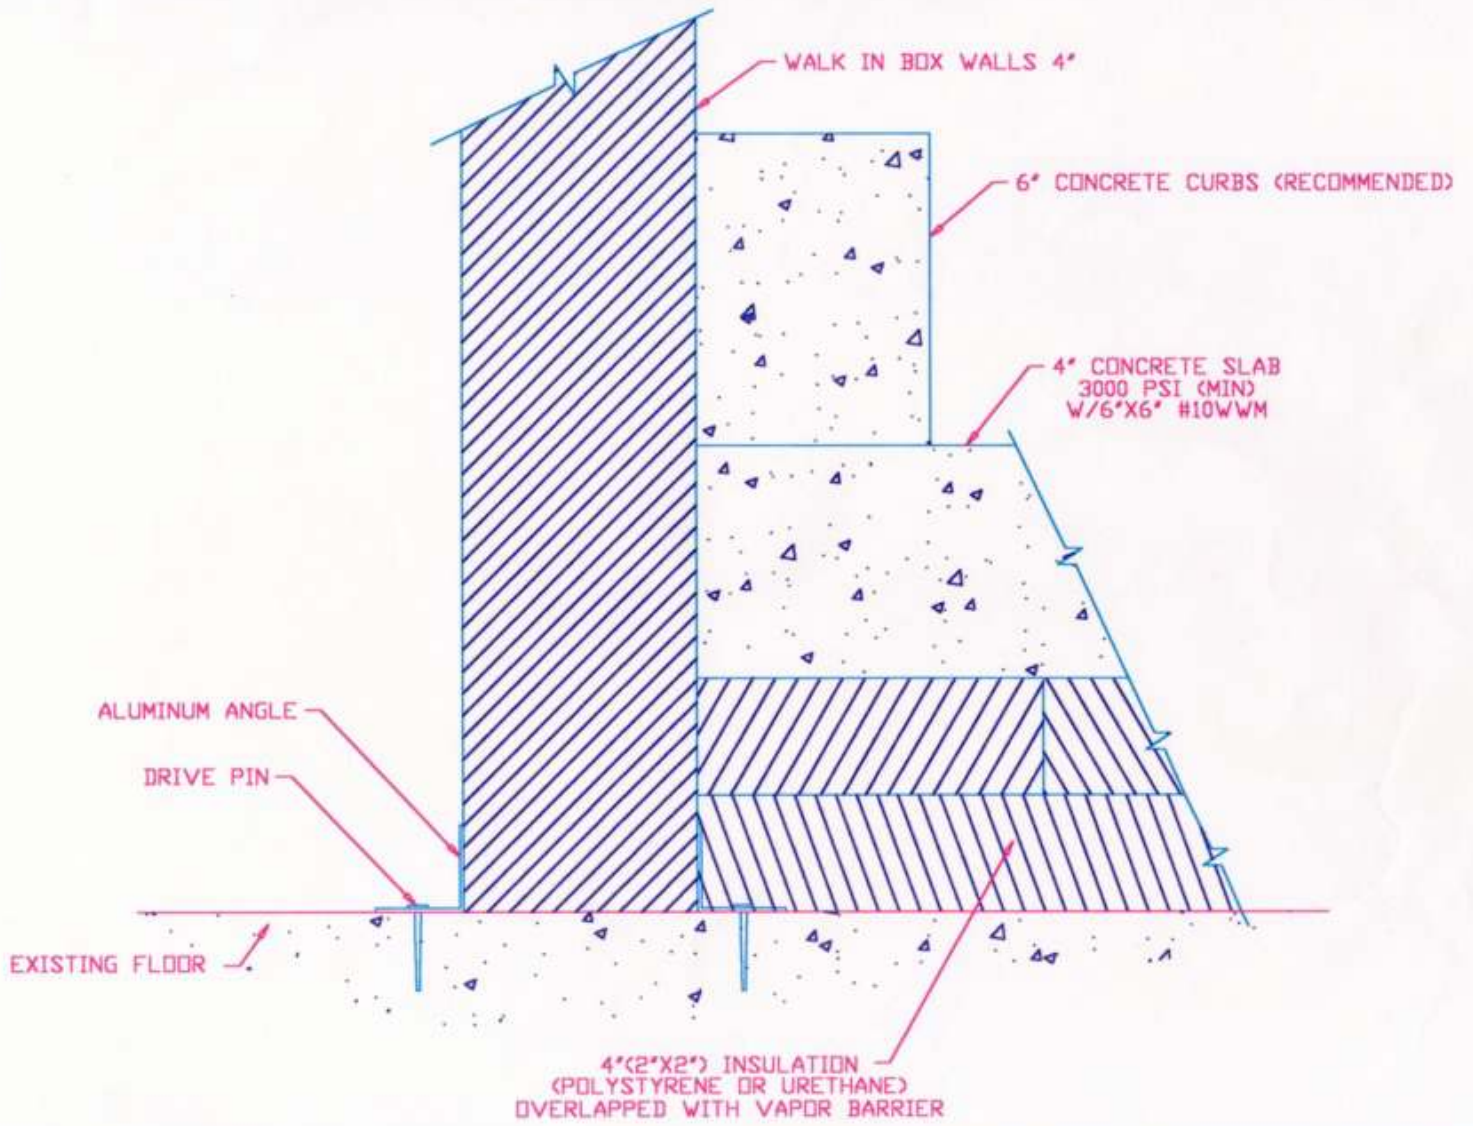 WALK IN BOX WALLS 4"
6" CONCRETE CURBS (RECOMMENDED)
4" CONCRETE SLAB
3000 PSI (MIN)
W/6"X6" #10WWM
ALUMINUM ANGLE
DRIVE PIN
EXISTING FLOOR
4"(2"X2") INSULATION
(POLYSTYRENE OR URETHANE)
OVERLAPPED WITH VAPOR BARRIER